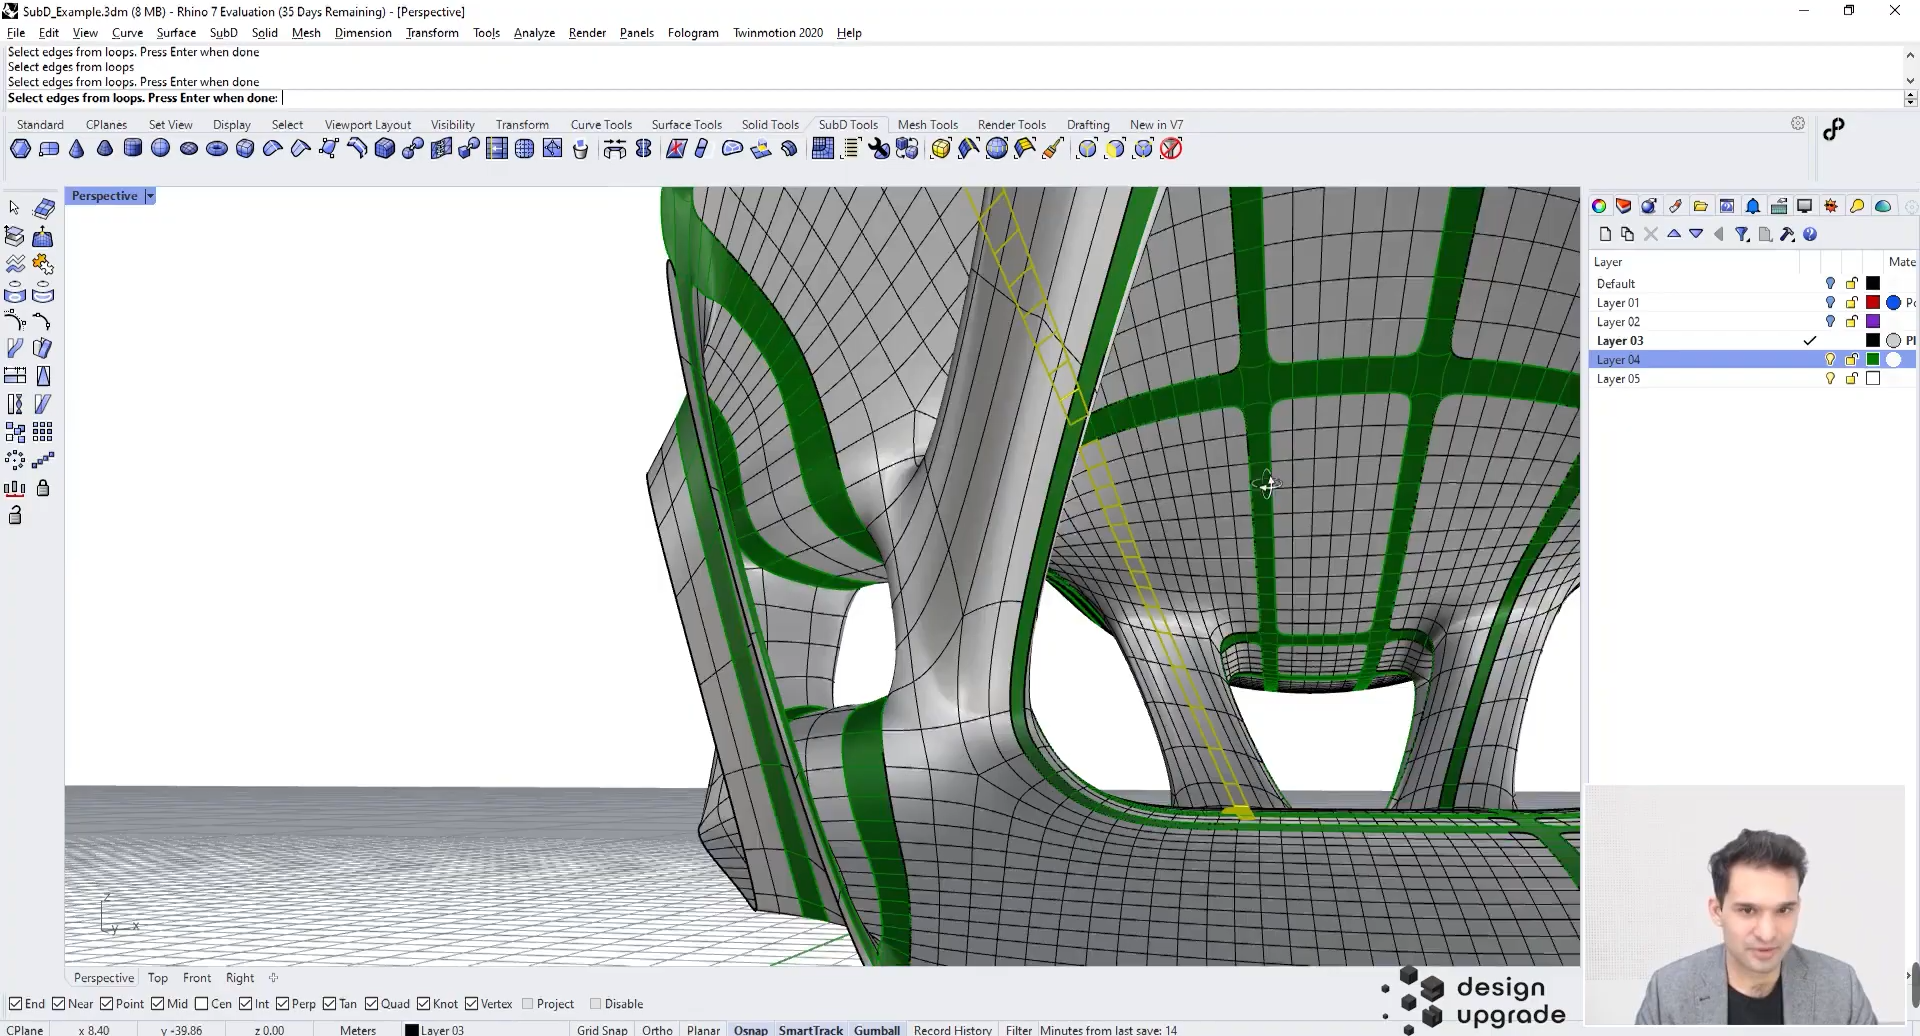 SubD_Example.3dm (8 MB) - Rhino 7 Evaluation (35 Days Remaining) - [Perspective]
File Edit View Curve Surface SubD Solid Mesh Dimension Transform Tools Analyze Render Panels Fologram Twinmotion 2020 Help
Select edges from loops. Press Enter when done
Select edges from loops
Select edges from loops. Press Enter when done
Select edges from loops. Press Enter when done:
Standard CPlanes Set View Display Select Viewport Layout Visibility Transform Curve Tools Surface Tools Solid Tools SubD Tools Mesh Tools Render Tools Drafting New in V7
Perspective
Layer Mate
Default
Layer 01 Po
Layer 02
Layer 03 Pl
Layer 04
Layer 05
z
y x
Perspective Top Front Right
End Near Point Mid Cen Int Perp Tan Quad Knot Vertex Project Disable
design
upgrade
CPlane x 8.40 y -39.86 z 0.00 Meters Layer 03 Grid Snap Ortho Planar Osnap SmartTrack Gumball Record History Filter Minutes from last save: 14